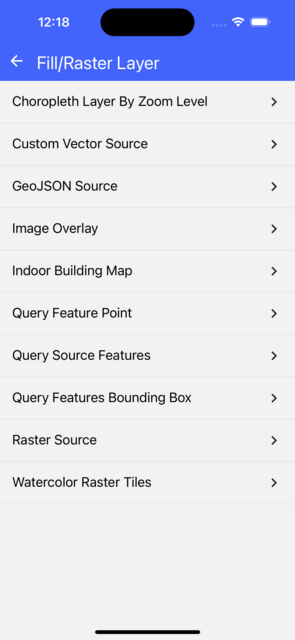 12:18
Fill/Raster Layer
Choropleth Layer By Zoom Level
Custom Vector Source
GeoJSON Source
Image Overlay
Indoor Building Map
Query Feature Point
Query Source Features
Query Features Bounding Box
Raster Source
Watercolor Raster Tiles